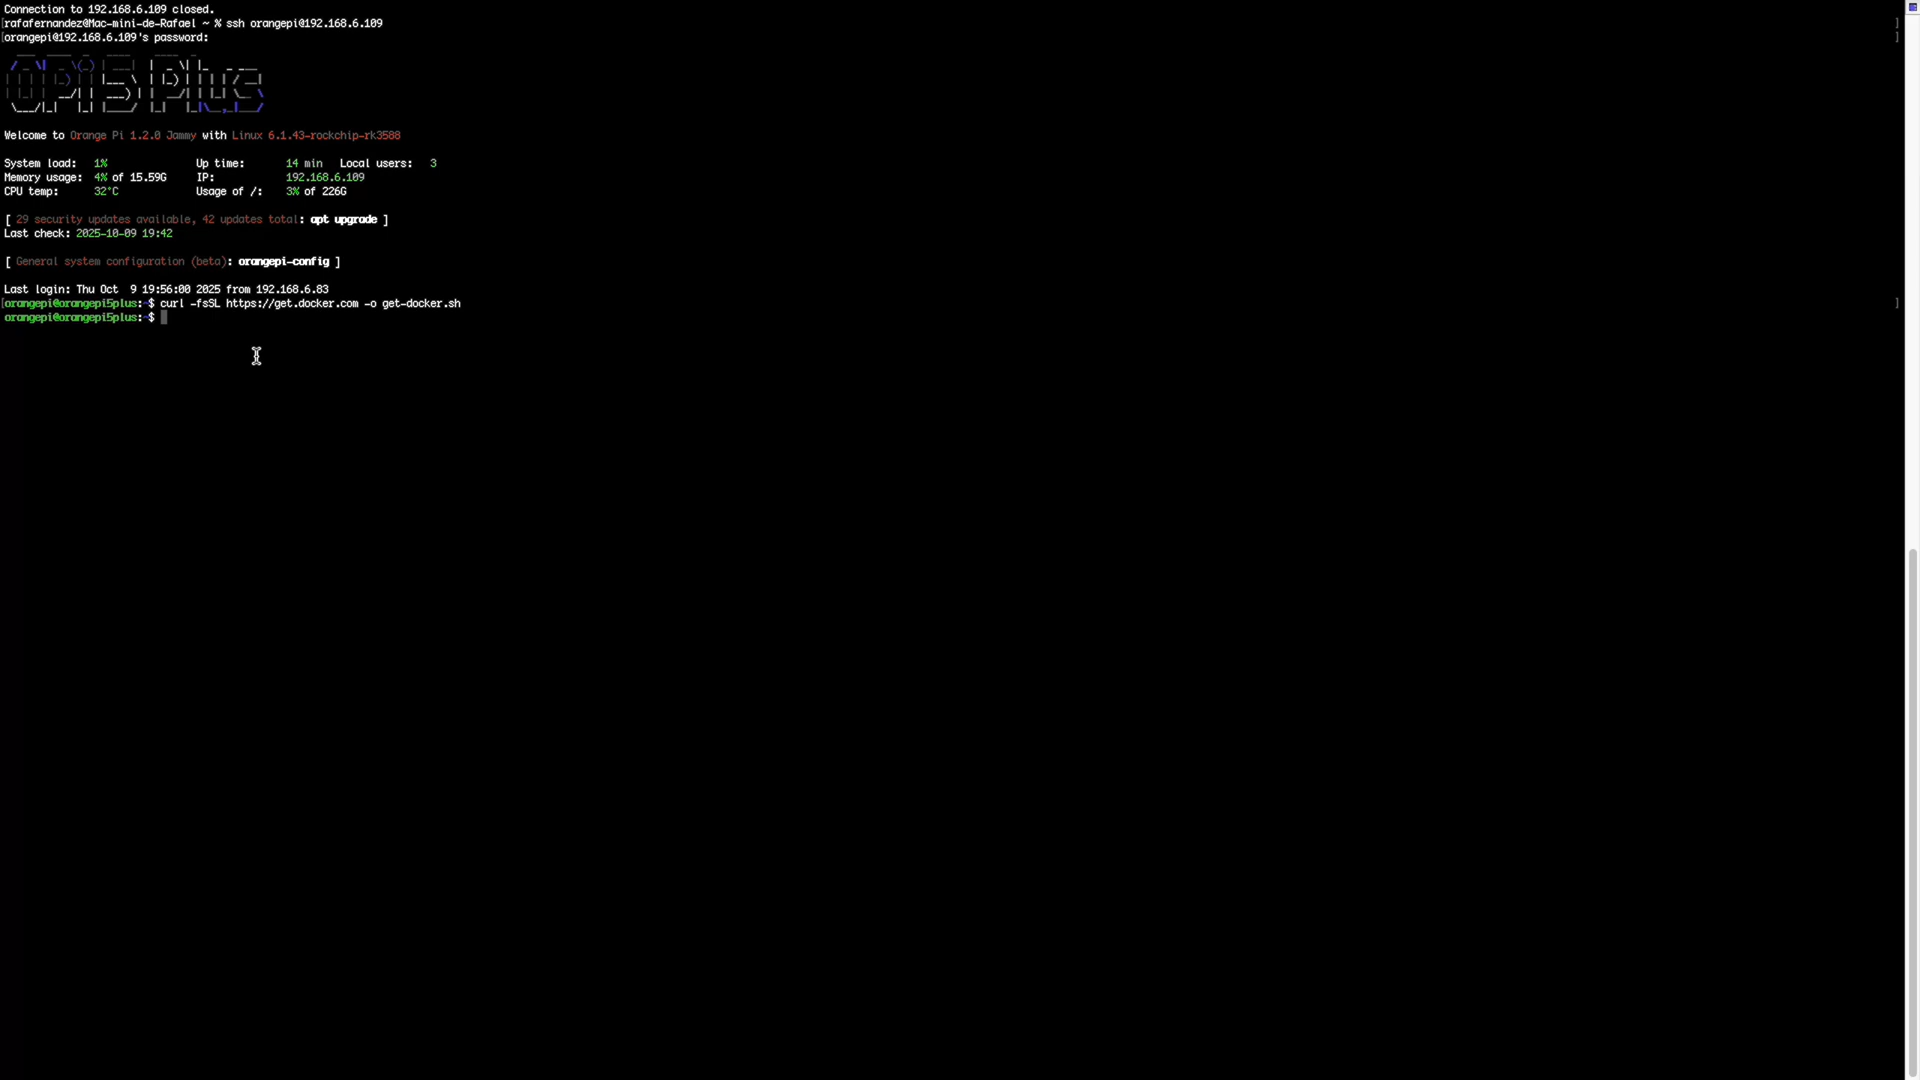 Connection to 192.168.6.109 closed.
[rafafernandez@Mac-mini-de-Rafael ~ % ssh orangepi@192.168.6.109 ]
[orangepi@192.168.6.109's password: ]
OPi 5 Plus
Welcome to Orange Pi 1.2.0 Jammy with Linux 6.1.43-rockchip-rk3588
System load: 1% Up time: 14 min Local users: 3
Memory usage: 4% of 15.59G IP: 192.168.6.109
CPU temp: 32°C Usage of /: 3% of 226G
[ 29 security updates available, 42 updates total: apt upgrade ]
Last check: 2025-10-09 19:42
[ General system configuration (beta): orangepi-config ]
Last login: Thu Oct 9 19:56:00 2025 from 192.168.6.83
[orangepi@orangepi5plus:~$ curl -fsSL https://get.docker.com -o get-docker.sh ]
orangepi@orangepi5plus:~$